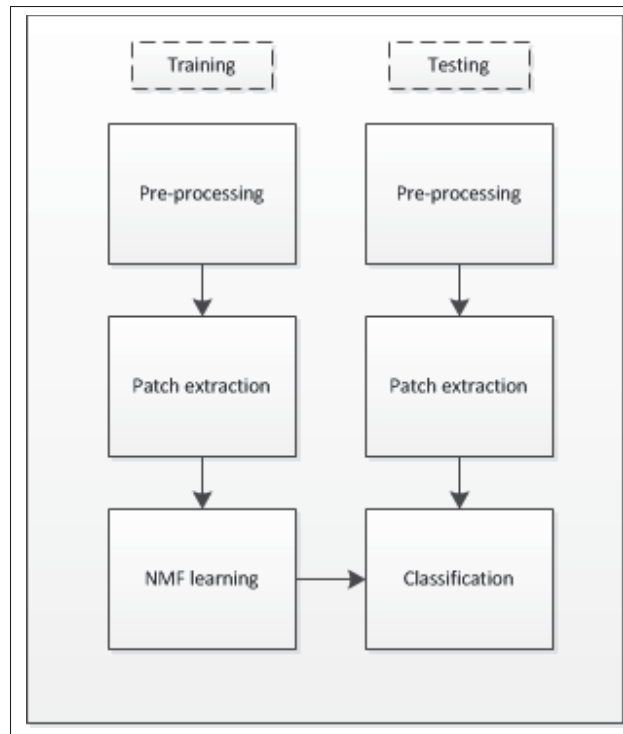 Training
Testing
Pre-processing
Pre-processing
Patch extraction
Patch extraction
NMF learning
Classification